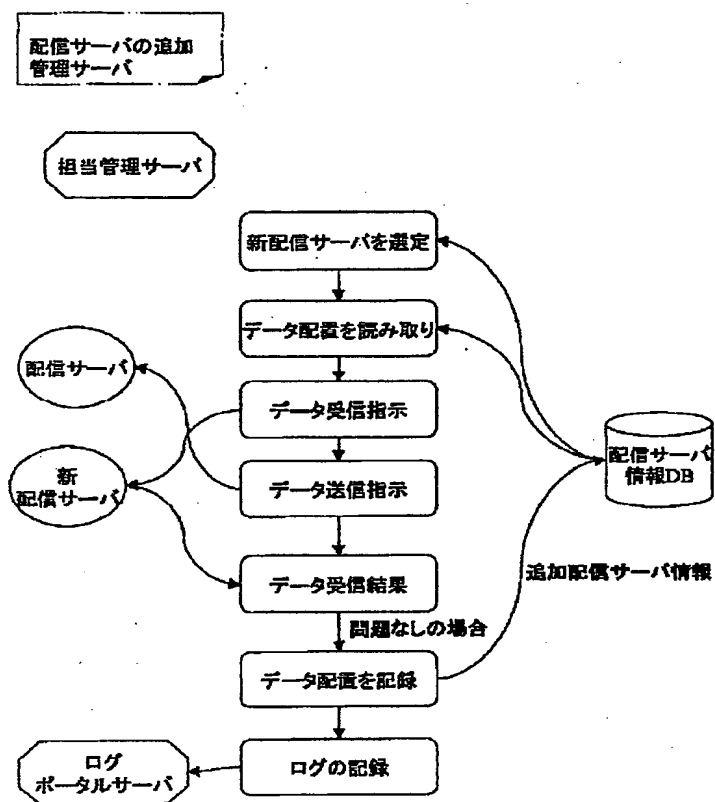 配信サーバの追加
管理サーバ
担当管理サーバ
新配信サーバを選定
データ配置を読み取り
配信サーバ
データ受信指示
配信サーバ
情報DB
新
配信サーバ
データ送信指示
データ受信結果
追加配信サーバ情報
問題なしの場合
データ配置を記録
ログ
ポータルサーバ
ログの記録